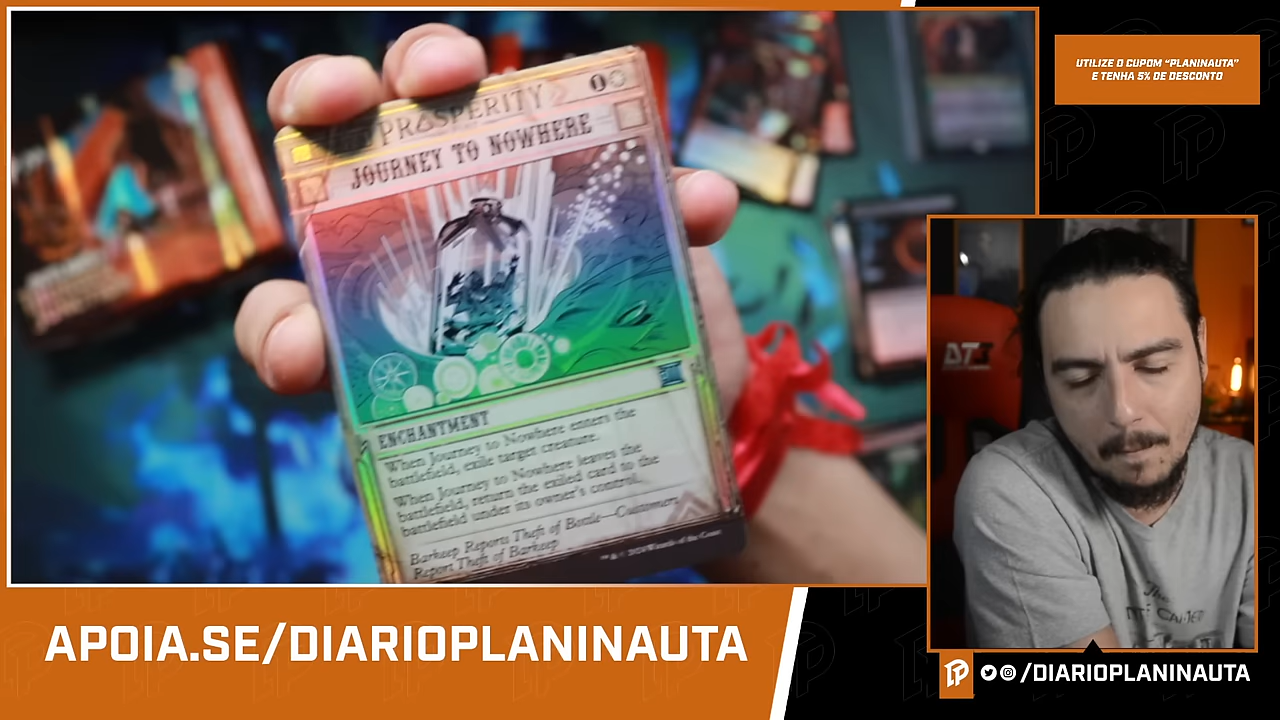 UTILIZE O CUPOM “PLANINAUTA”
E TENHA 5% DE DESCONTO
PROSPERITY
JOURNEY TO NOWHERE
ENCHANTMENT
When Journey to Nowhere enters the
battlefield, exile target creature.
When Journey to Nowhere leaves the
battlefield, return the exiled card to the
battlefield under its owner's control.
Barkeep Reports Theft of Bottle—Customers
Report Theft of Barkeep
APOIA.SE/DIARIOPLANINAUTA
/DIARIOPLANINAUTA